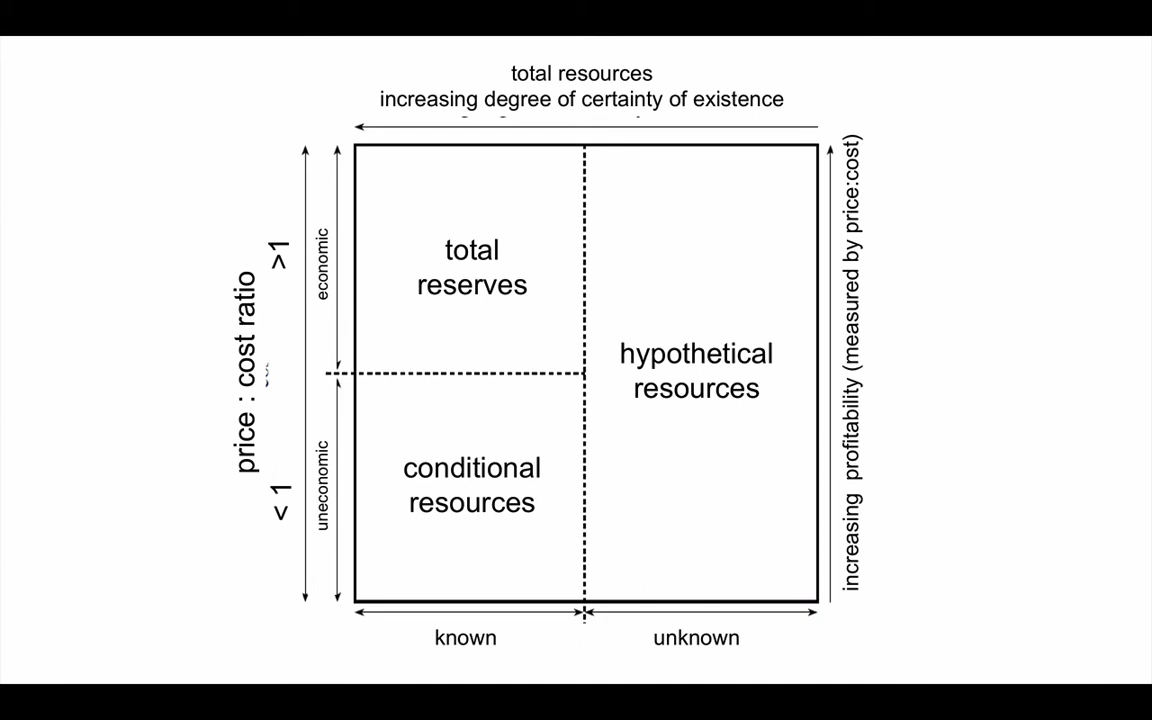 total resources
increasing degree of certainty of existence
price : cost ratio
>1
< 1
economic
uneconomic
total
reserves
conditional
resources
hypothetical
resources
increasing profitability (measured by price:cost)
known
unknown